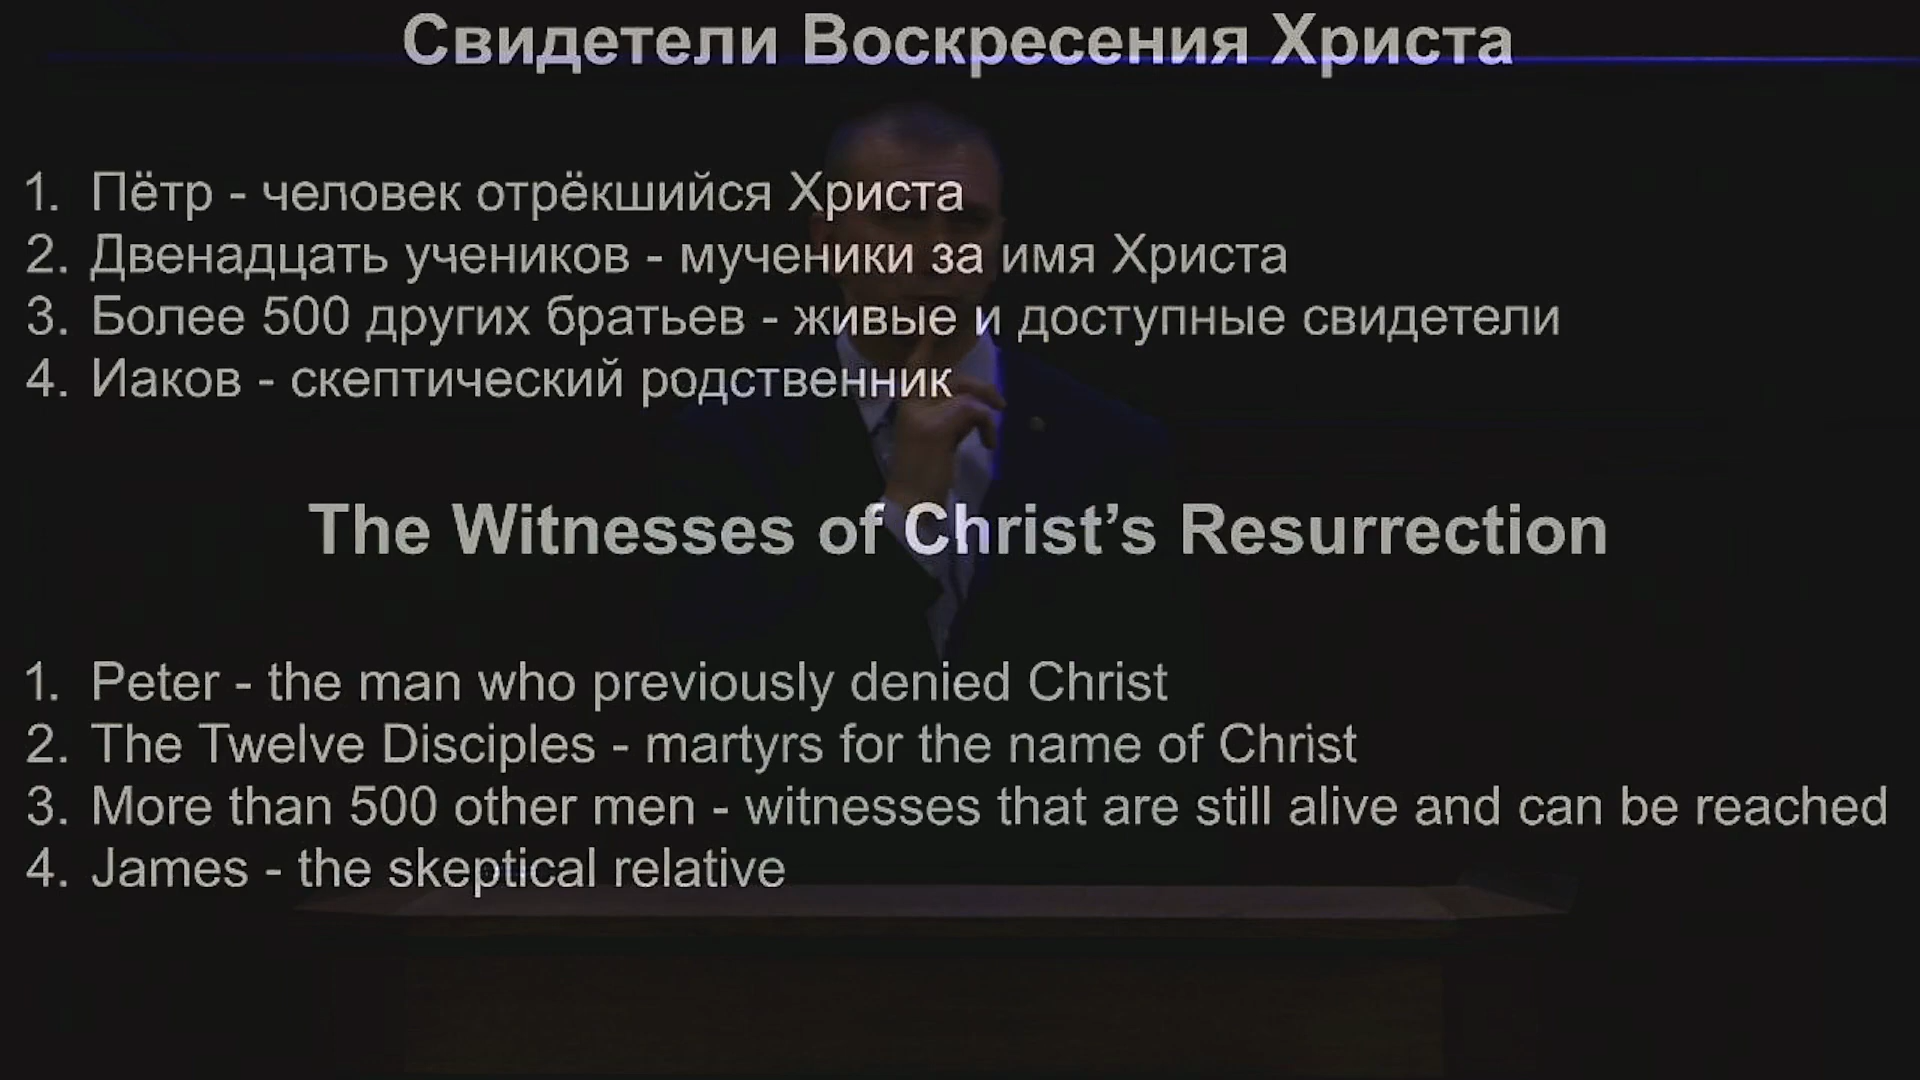 Свидетели Воскресения Христа
1. Пётр - человек отрёкшийся Христа
2. Двенадцать учеников - мученики за имя Христа
3. Более 500 других братьев - живые и доступные свидетели
4. Иаков - скептический родственник
The Witnesses of Christ’s Resurrection
1. Peter - the man who previously denied Christ
2. The Twelve Disciples - martyrs for the name of Christ
3. More than 500 other men - witnesses that are still alive and can be reached
4. James - the skeptical relative